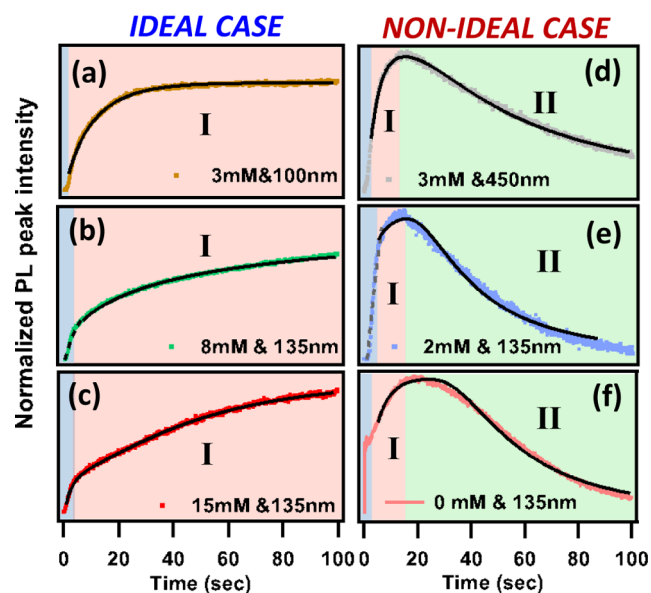 IDEAL CASE
NON-IDEAL CASE
Normalized PL peak intensity
(a)
I
3mM&100nm
(b)
I
8mM & 135nm
(c)
I
15mM &135nm
(d)
II
I
3mM &450nm
(e)
II
I
2mM & 135nm
(f)
II
I
0 mM & 135nm
0 20 40 60 80 100
0 20 40 60 80 100
Time (sec)
Time (sec)